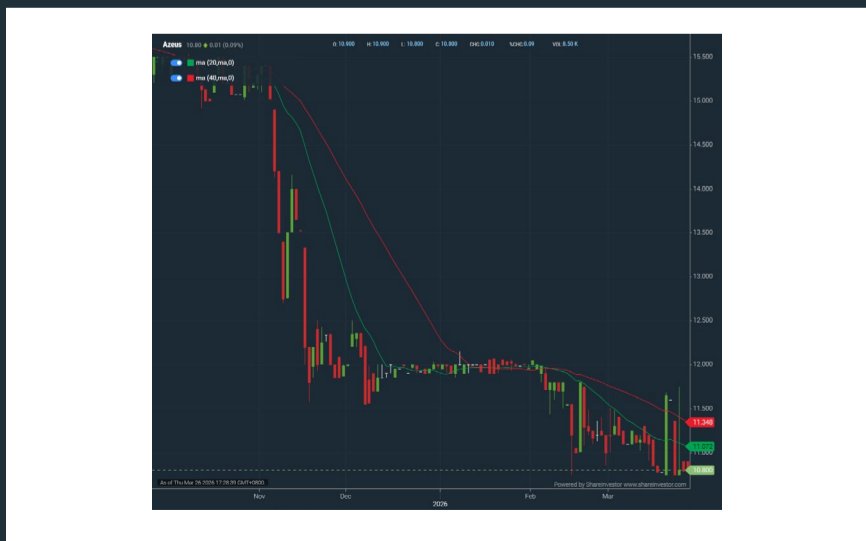 Azeus 10.80 0.01 (0.09%) O: 10.900 H: 10.900 L: 10.800 C: 10.800 CHG: 0.010 %CHG: 0.09 VOL: 8.50 K
ma (20,ma,0)
ma (40,ma,0)
15.500
15.000
14.500
14.000
13.500
13.000
12.500
12.000
11.500
11.348
11.072
11.000
10.800
As of Thu Mar 26 2026 17:28:39 GMT+0800
Powered by ShareInvestor www.shareinvestor.com
Nov Dec Feb Mar
2026